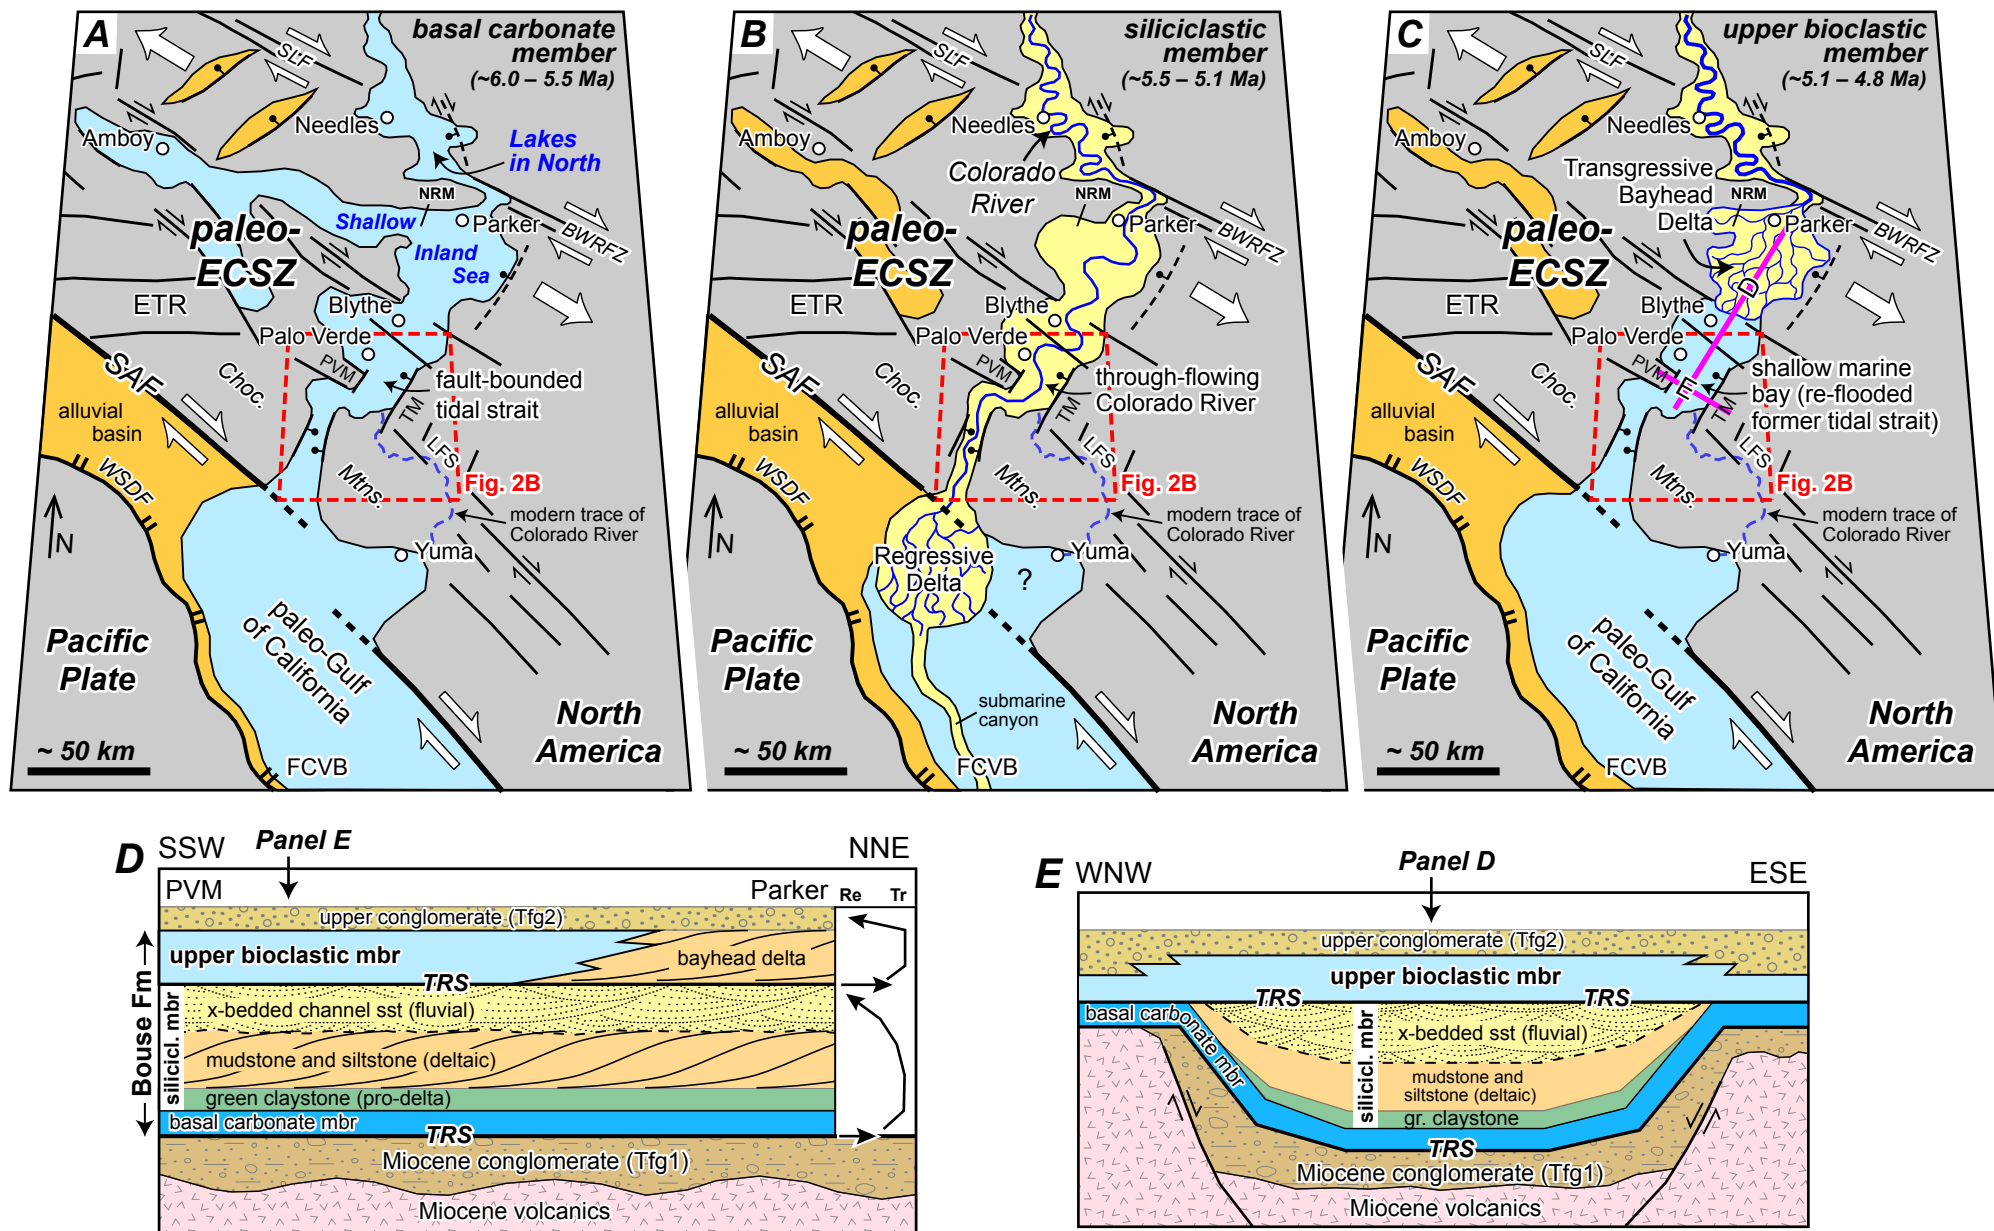 A
basal carbonate
member
(~6.0 – 5.5 Ma)
SLF
Needles
Amboy
Lakes
in North
NRM
Shallow
Inland
Sea
Parker
BWRFZ
paleo-
ECSZ
ETR
Blythe
Palo Verde
PVM
fault-bounded
tidal strait
SAF
Choc.
TM
alluvial
basin
LFS
WSDF
Mtns.
Fig. 2B
modern trace of
Colorado River
N
Yuma
paleo-Gulf
of California
Pacific
Plate
North
America
~ 50 km
FCVB
B
siliciclastic
member
(~5.5 – 5.1 Ma)
SLF
Needles
Amboy
Colorado
River
NRM
Parker
BWRFZ
paleo-
ECSZ
ETR
Blythe
Palo Verde
PVM
through-flowing
Colorado River
SAF
Choc.
TM
alluvial
basin
LFS
WSDF
Mtns.
Fig. 2B
modern trace of
Colorado River
N
Yuma
Regressive
Delta
?
submarine
canyon
Pacific
Plate
North
America
~ 50 km
FCVB
C
upper bioclastic
member
(~5.1 – 4.8 Ma)
SLF
Needles
Amboy
Transgressive
Bayhead
Delta
NRM
Parker
BWRFZ
paleo-
ECSZ
D
ETR
Blythe
Palo Verde
PVM
E
shallow marine
bay (re-flooded
former tidal strait)
SAF
Choc.
TM
alluvial
basin
LFS
WSDF
Mtns.
Fig. 2B
modern trace of
Colorado River
N
Yuma
paleo-Gulf
of California
Pacific
Plate
North
America
~ 50 km
FCVB
D
SSW
Panel E
NNE
PVM
Parker
Re
Tr
upper conglomerate (Tfg2)
upper bioclastic mbr
bayhead delta
TRS
x-bedded channel sst (fluvial)
mudstone and siltstone (deltaic)
green claystone (pro-delta)
basal carbonate mbr
TRS
Miocene conglomerate (Tfg1)
Miocene volcanics
Bouse Fm
silicicl. mbr
E
WNW
Panel D
ESE
upper conglomerate (Tfg2)
upper bioclastic mbr
TRS
TRS
basal carbonate mbr
silicicl. mbr
x-bedded sst (fluvial)
mudstone and
siltstone (deltaic)
gr. claystone
TRS
Miocene conglomerate (Tfg1)
Miocene volcanics